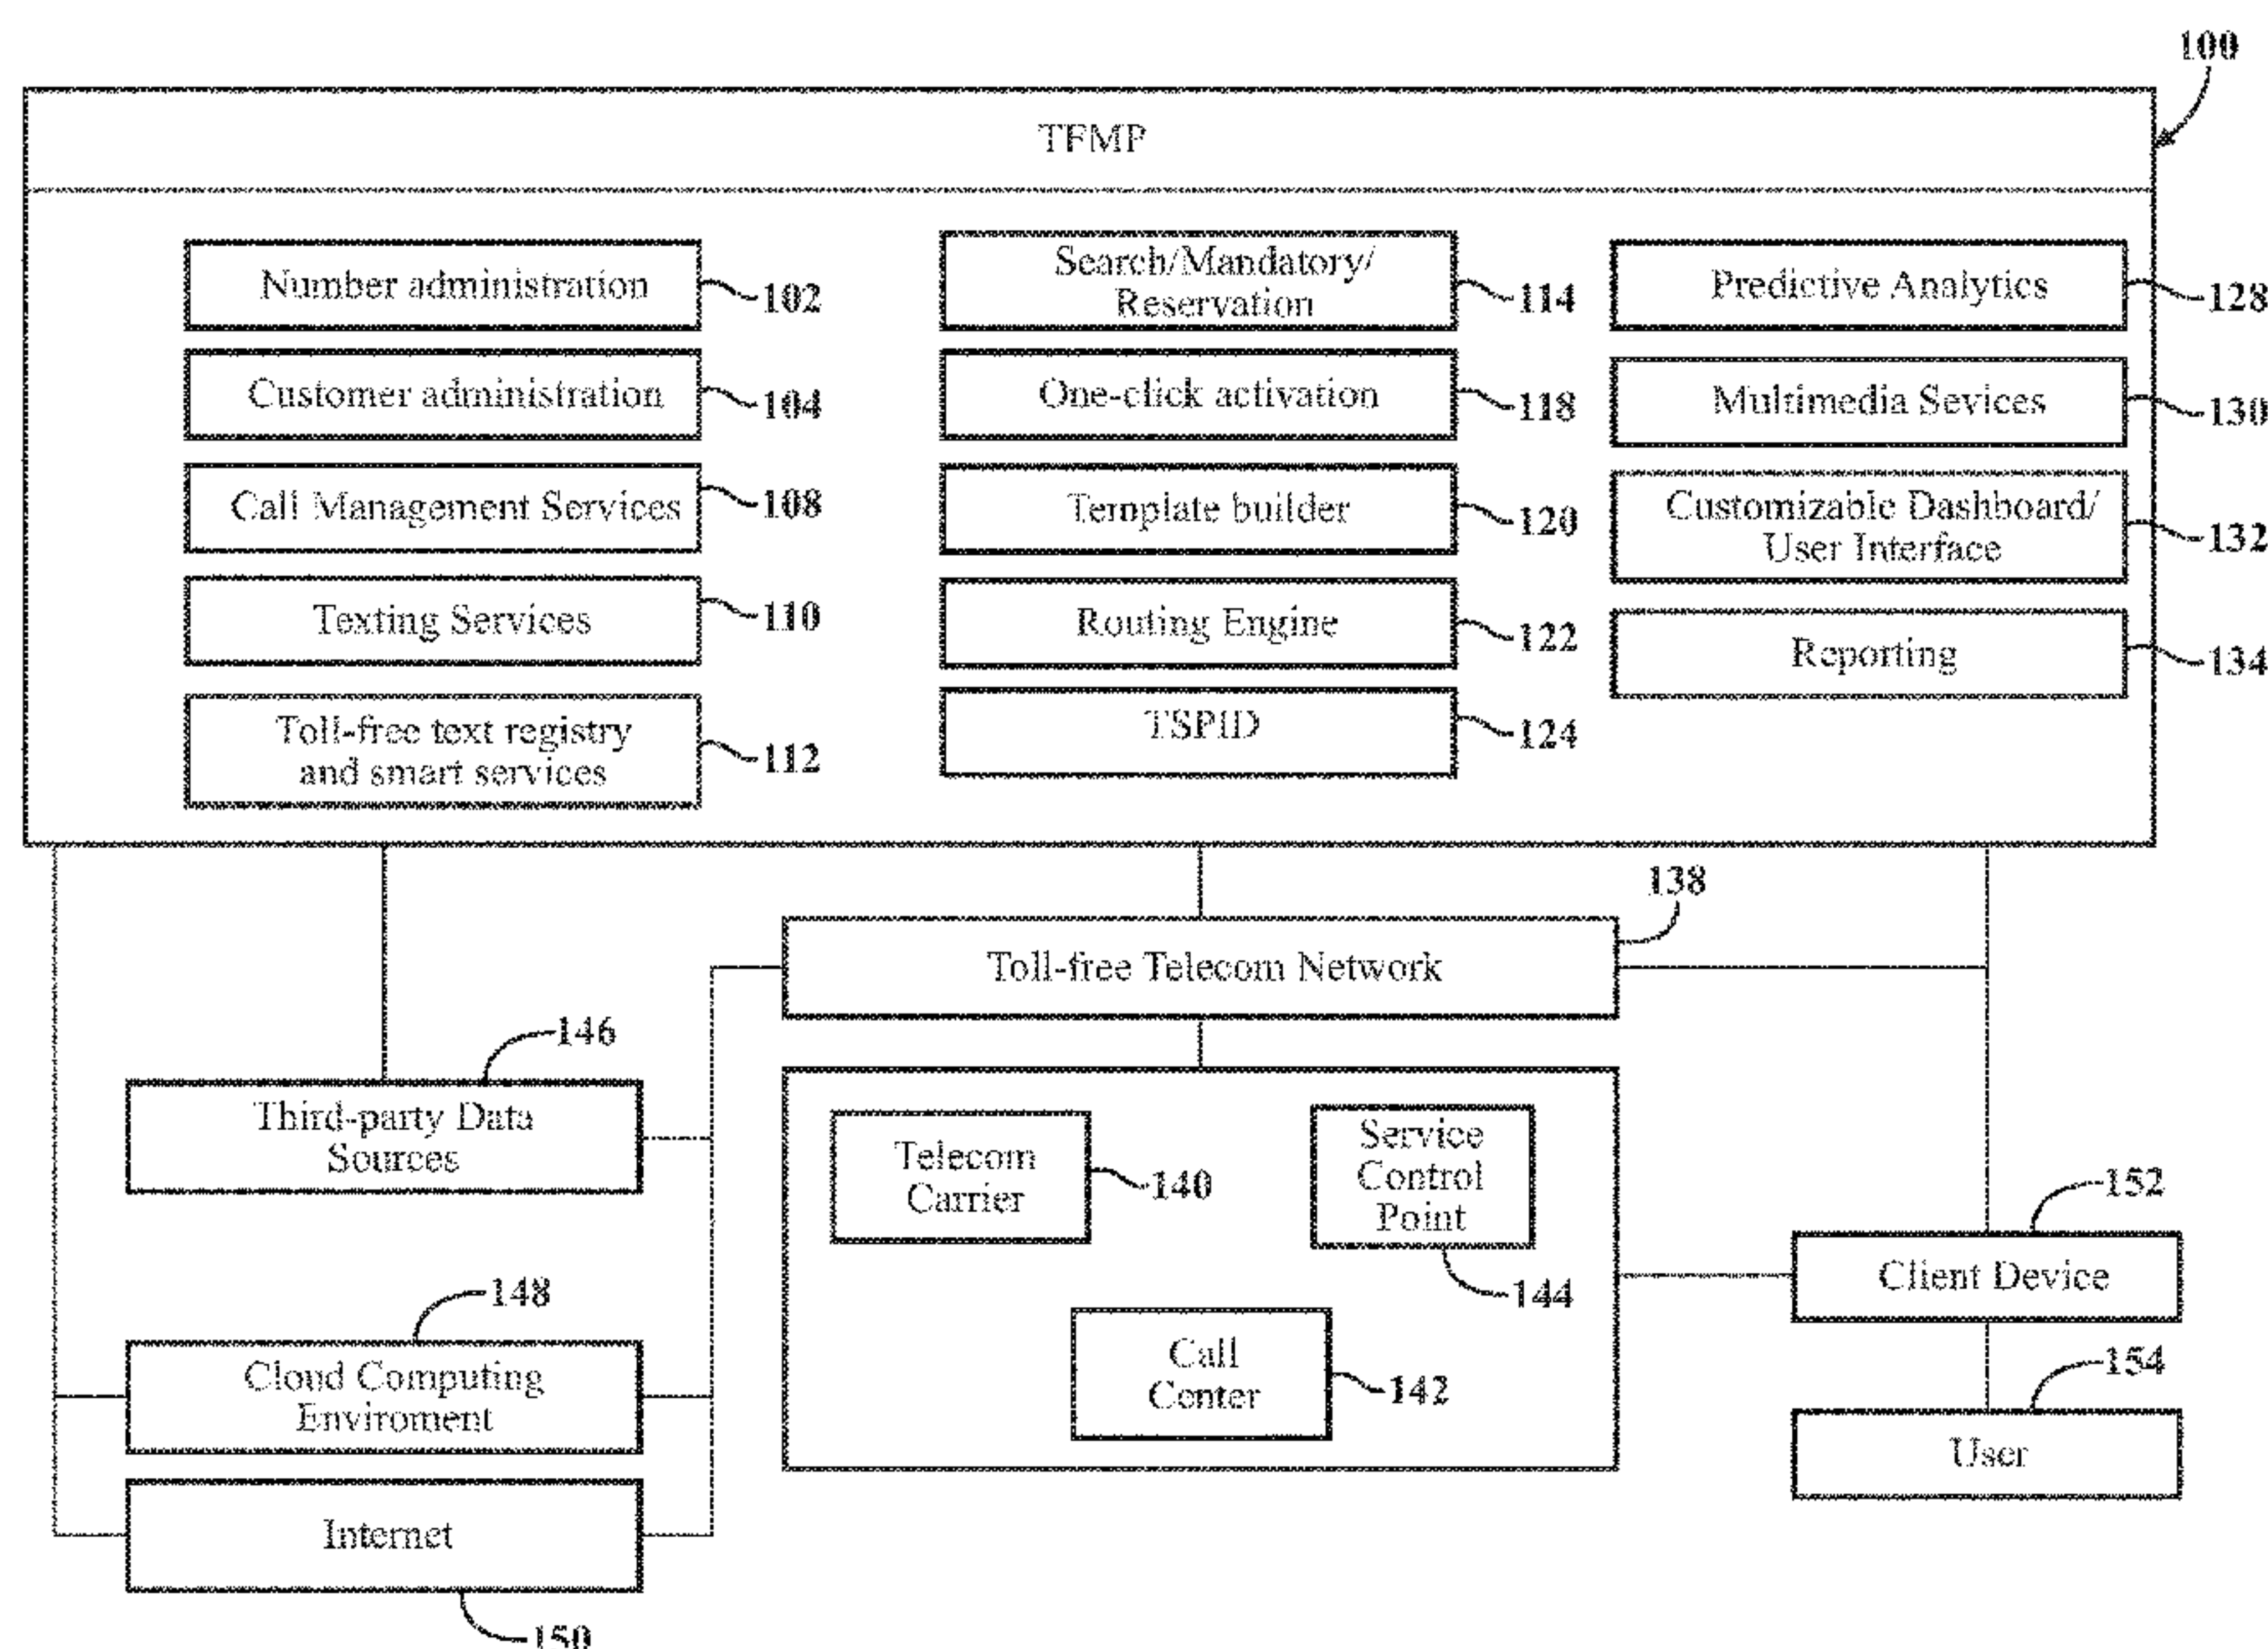 100
TFMP
Number administration
102
Customer administration
104
Call Management Services
108
Texting Services
110
Toll-free text registry
and smart services
112
Search/Mandatory/
Reservation
114
One-click activation
118
Template builder
120
Routing Engine
122
TSPID
124
Predictive Analytics
128
Multimedia Sevices
130
Customizable Dashboard/
User Interface
132
Reporting
134
138
Toll-free Telecom Network
146
Third-party Data
Sources
Telecom
Carrier
140
Service
Control
Point
144
Call
Center
142
148
Cloud Computing
Enviroment
Internet
150
152
Client Device
154
User